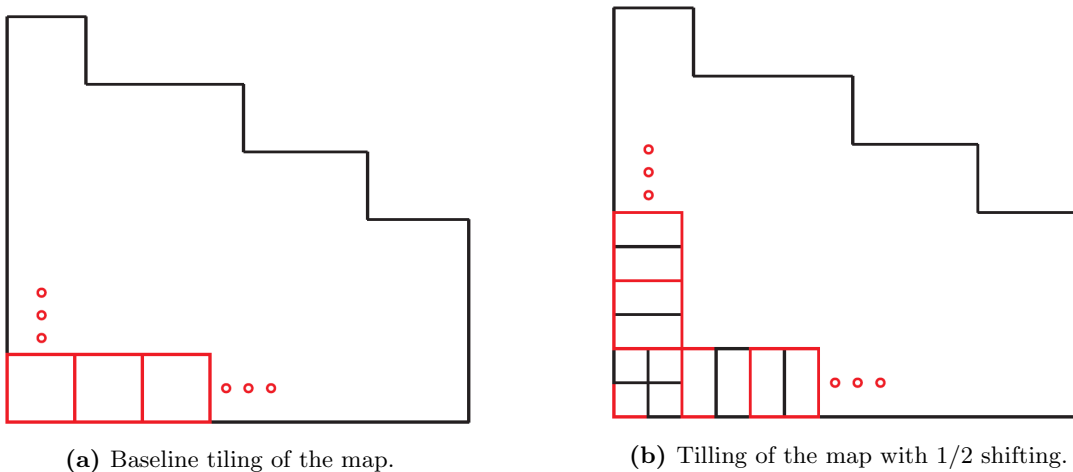 (a) Baseline tiling of the map.
(b) Tilling of the map with 1/2 shifting.